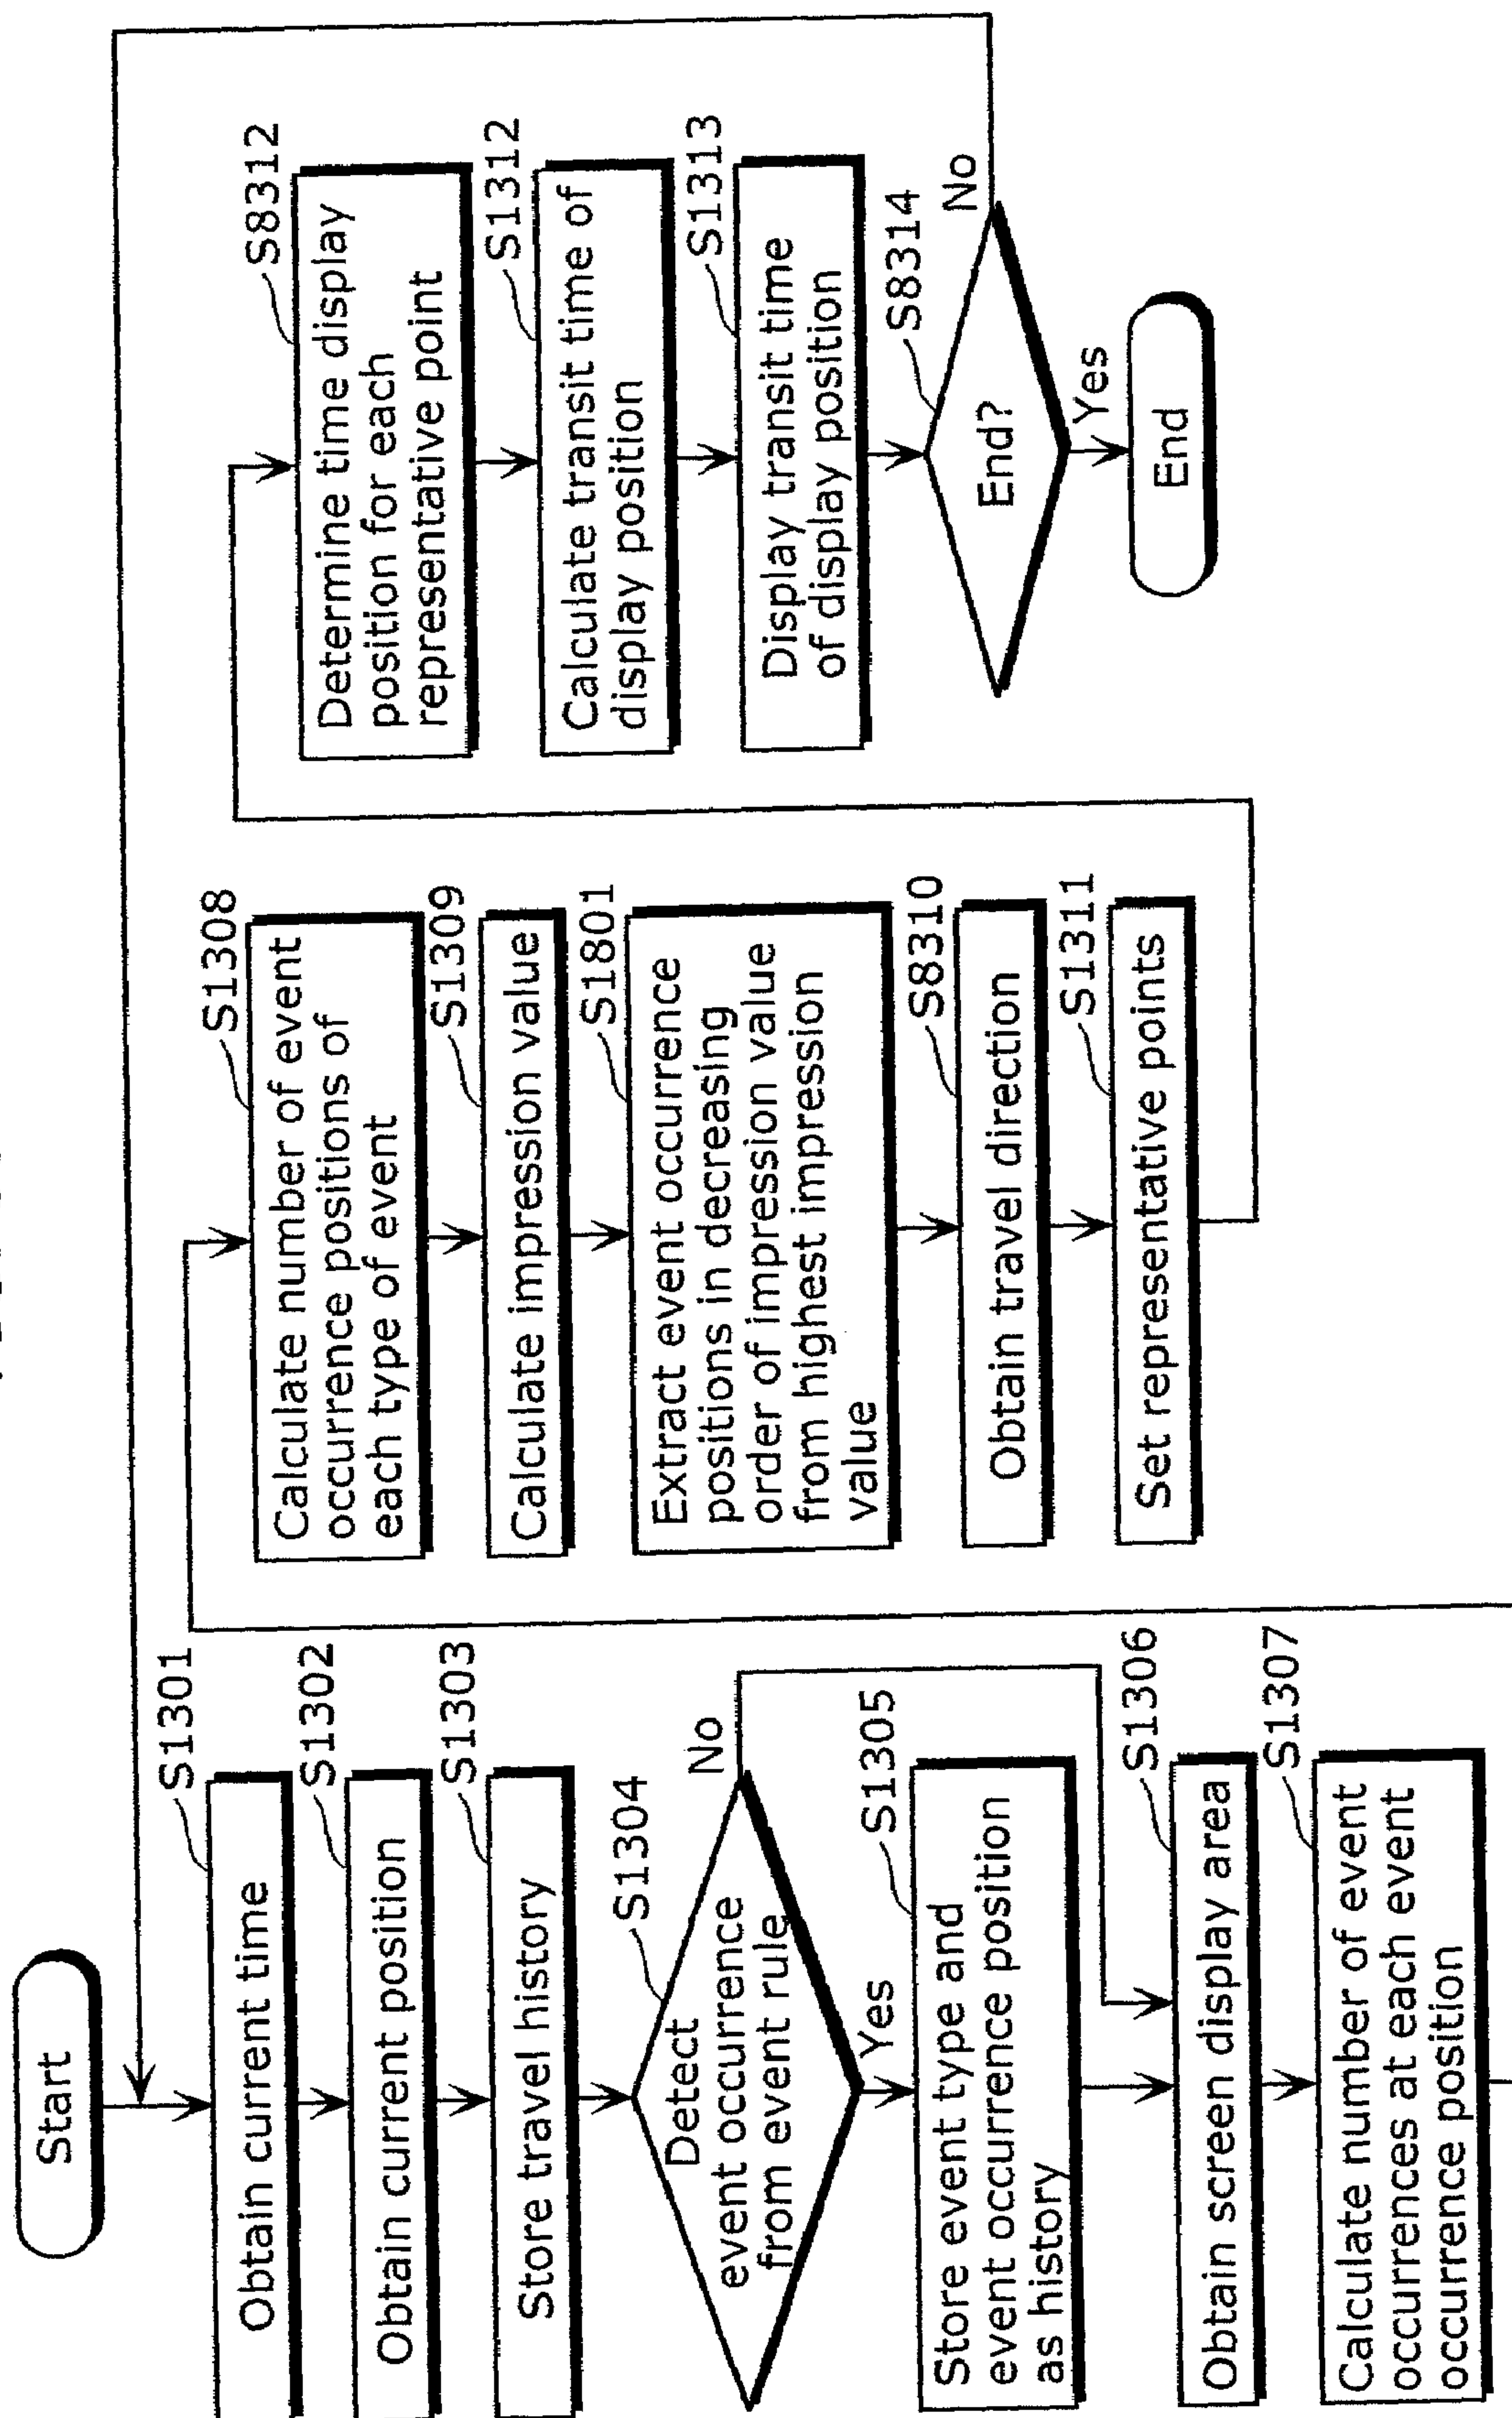 Start
S1301
Obtain current time
S1302
Obtain current position
S1303
Store travel history
S1304
Detect
event occurrence
from event rule
No
Yes
S1305
Store event type and
event occurrence position
as history
S1306
Obtain screen display area
S1307
Calculate number of event
occurrences at each event
occurrence position
S1308
Calculate number of event
occurrence positions of
each type of event
S1309
Calculate impression value
S1801
Extract event occurrence
positions in decreasing
order of impression value
from highest impression
value
S8310
Obtain travel direction
S1311
Set representative points
S8312
Determine time display
position for each
representative point
S1312
Calculate transit time of
display position
S1313
Display transit time
of display position
S8314
End?
No
Yes
End